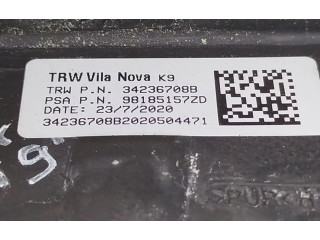 TRW Vila Nova K9
TRW P.N. 34236708B
PSA P.N. 98185157ZD
DATE: 23/7/2020
34236708B2020504471